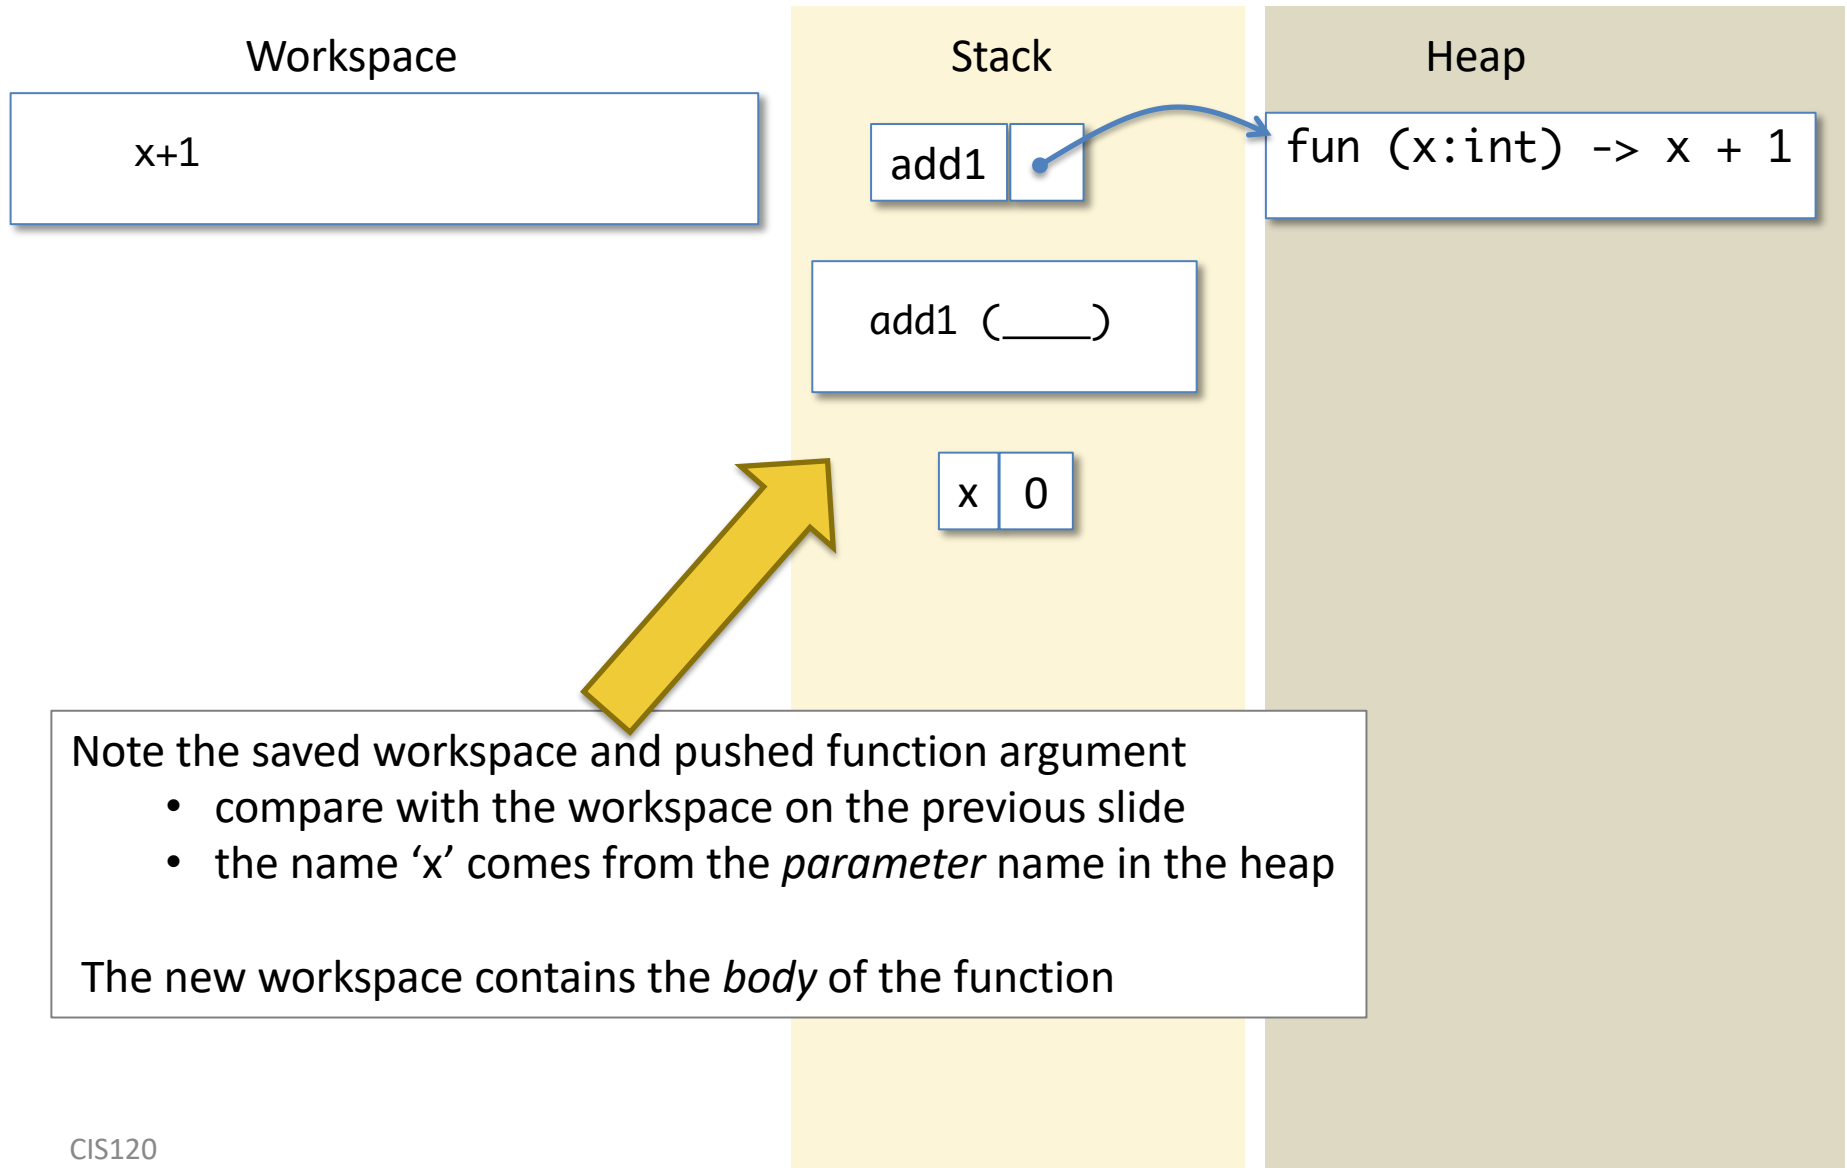 Workspace
Stack
Heap
x+1
add1
fun (x:int) -> x + 1
add1 (____)
x 0
Note the saved workspace and pushed function argument
• compare with the workspace on the previous slide
• the name ‘x’ comes from the parameter name in the heap
The new workspace contains the body of the function
CIS120